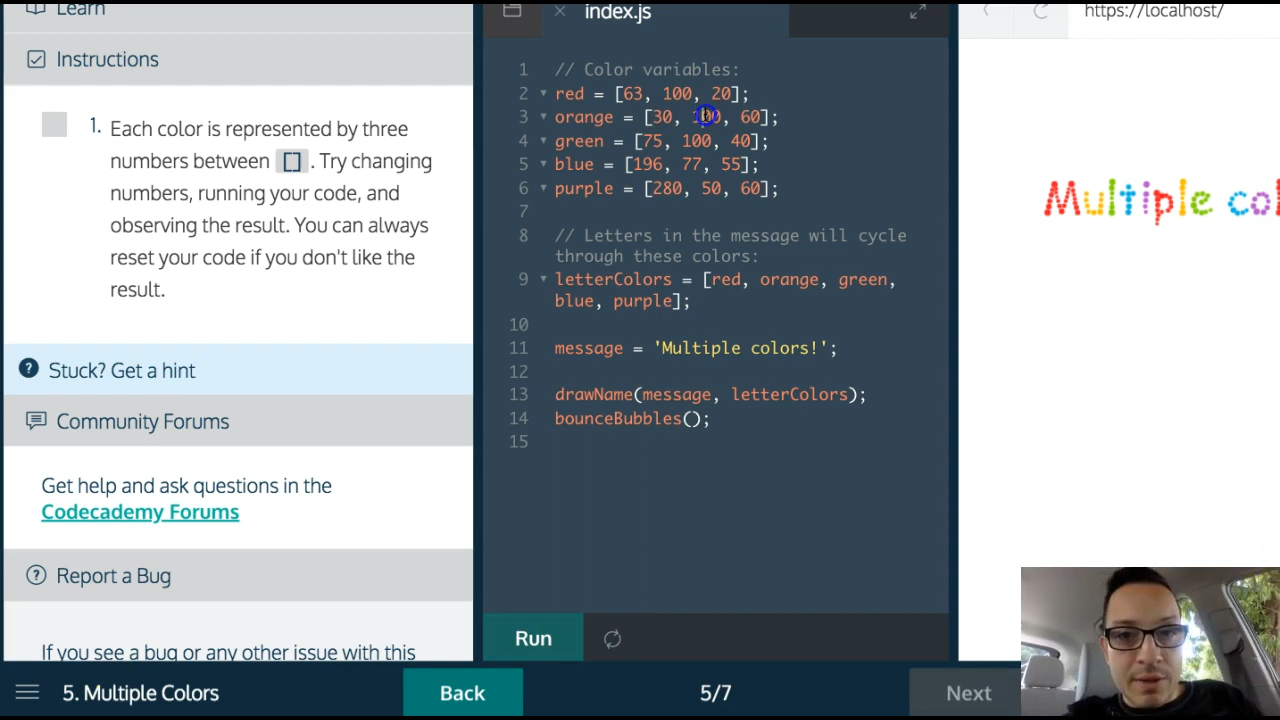 Learn
Instructions
1. Each color is represented by three
numbers between []. Try changing
numbers, running your code, and
observing the result. You can always
reset your code if you don't like the
result.
Stuck? Get a hint
Community Forums
Get help and ask questions in the
Codecademy Forums
Report a Bug
If you see a bug or any other issue with this
5. Multiple Colors
index.js
1 // Color variables:
2 red = [63, 100, 20];
3 orange = [30, 100, 60];
4 green = [75, 100, 40];
5 blue = [196, 77, 55];
6 purple = [280, 50, 60];
7
8 // Letters in the message will cycle
through these colors:
9 letterColors = [red, orange, green,
blue, purple];
10
11 message = 'Multiple colors!';
12
13 drawName(message, letterColors);
14 bounceBubbles();
15
Run
Back
5/7
Next
https://localhost/
Multiple col